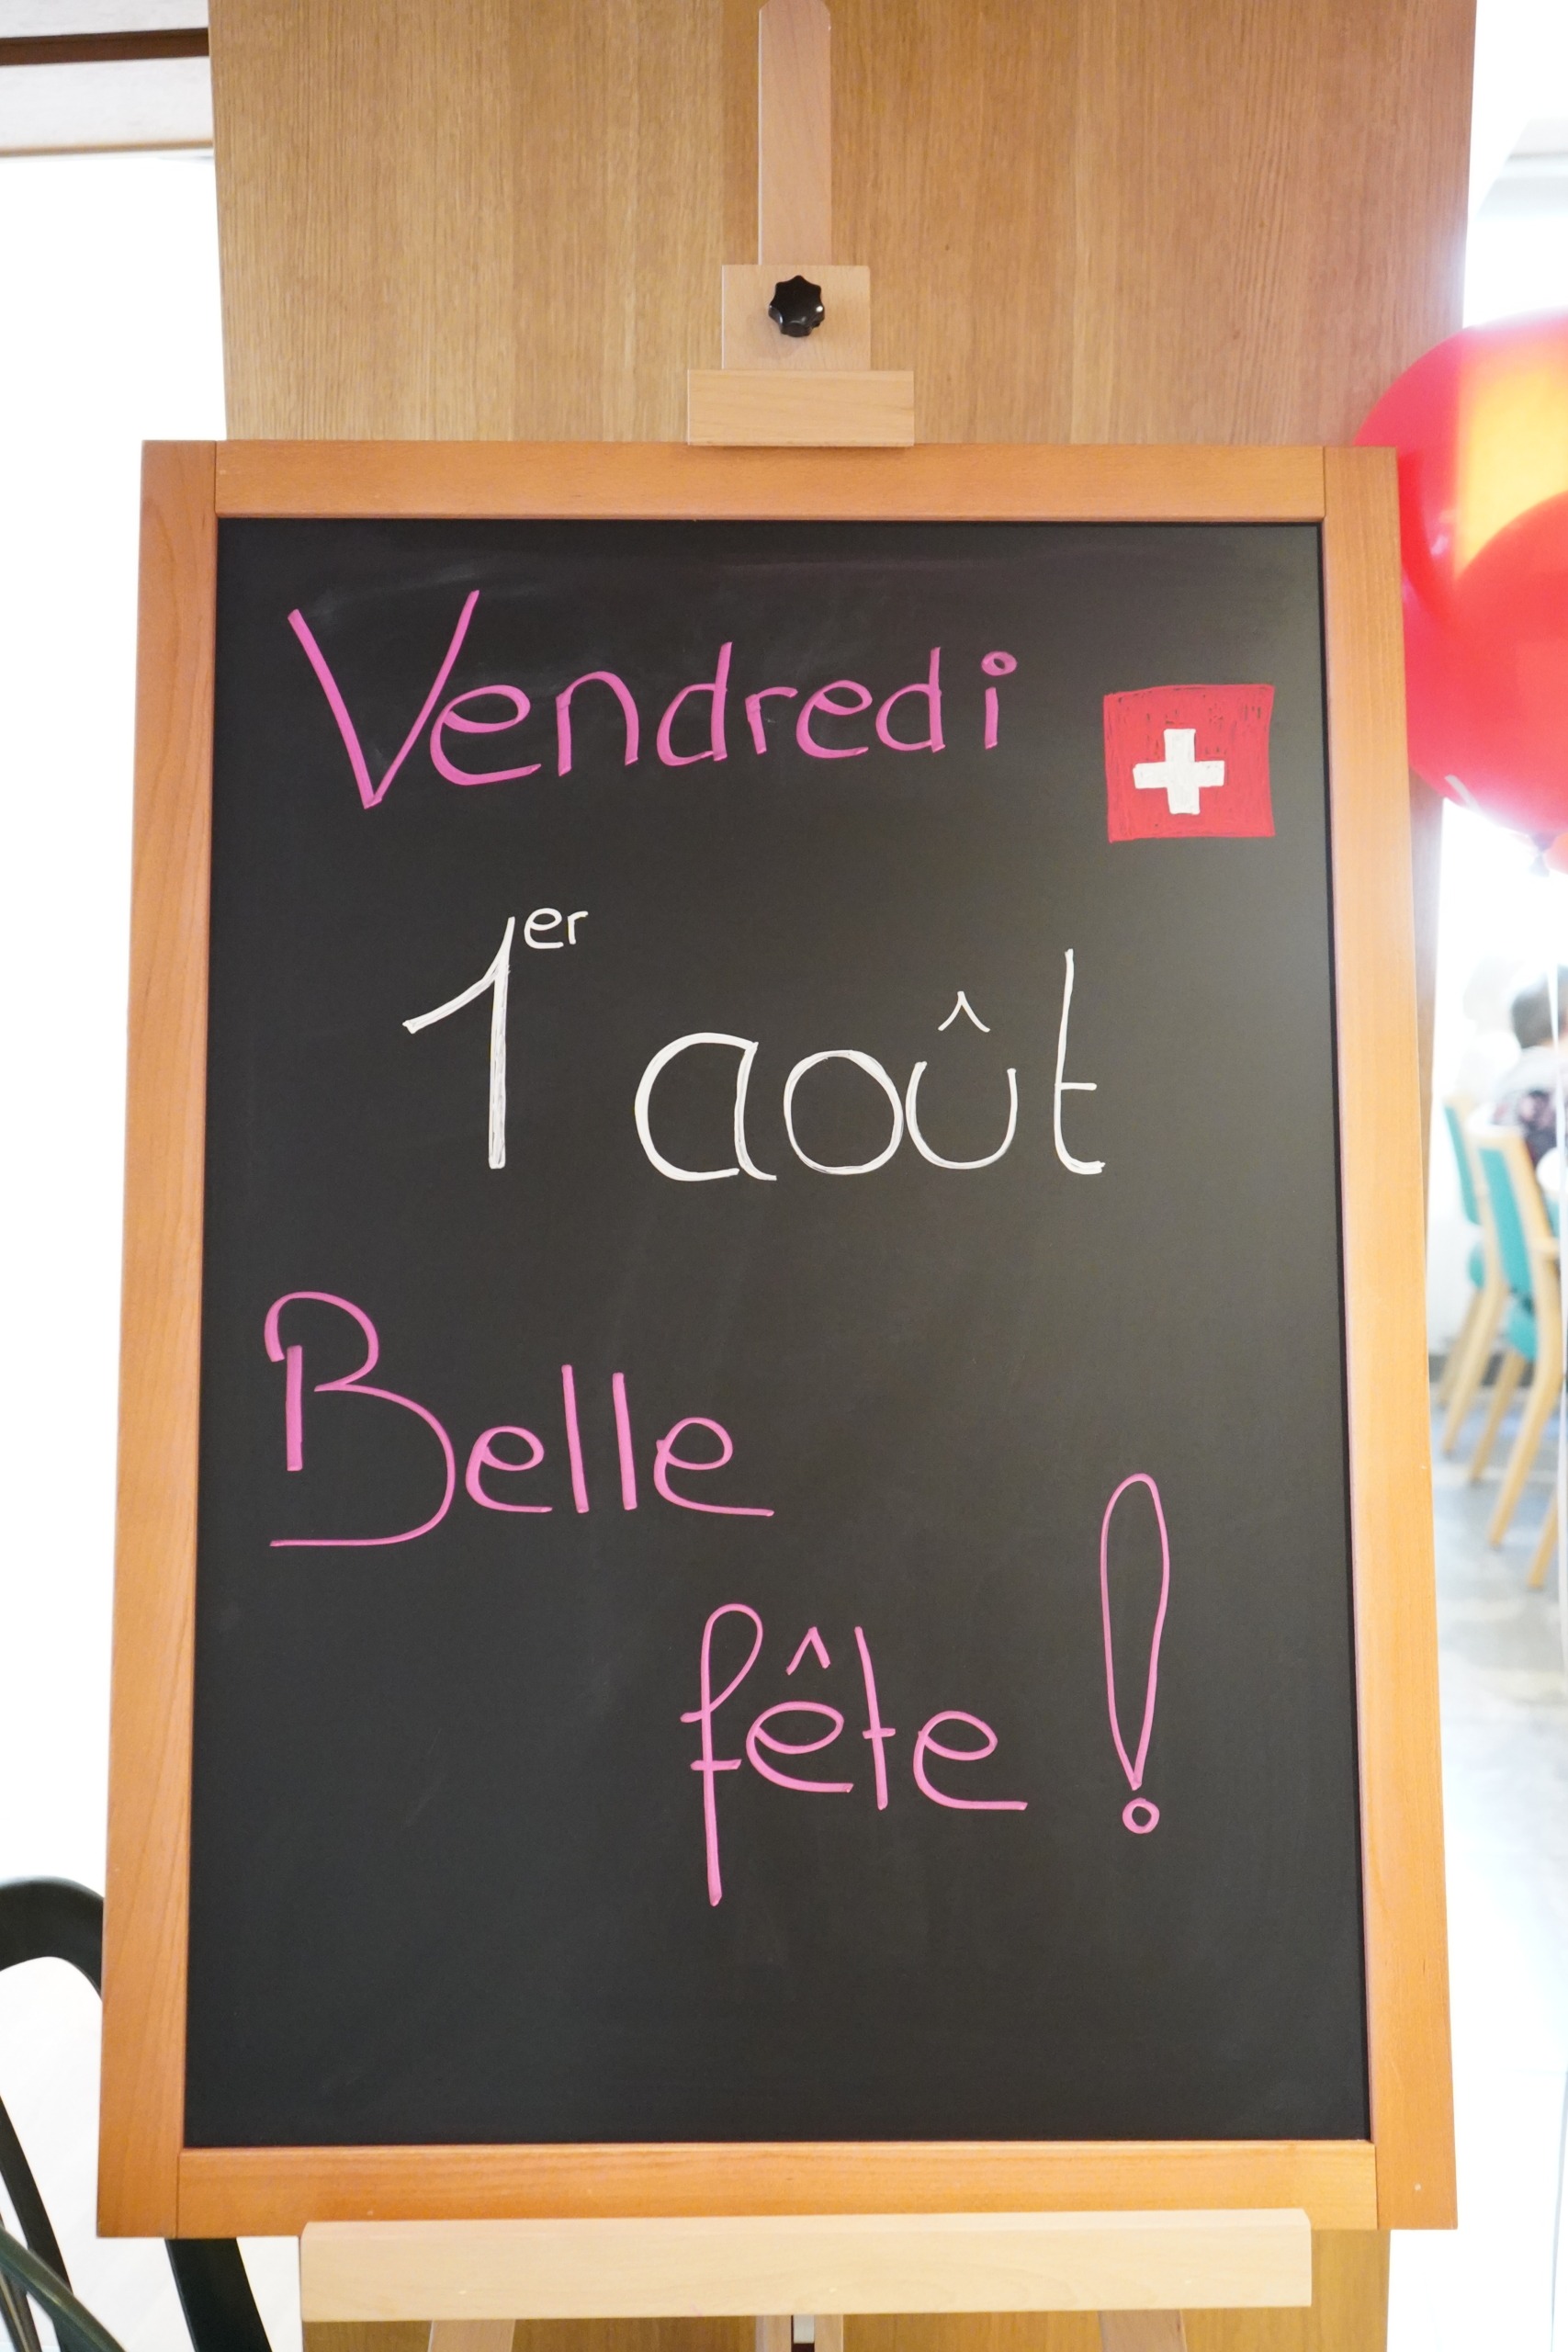 Vendredi
1er août
Belle
fête !